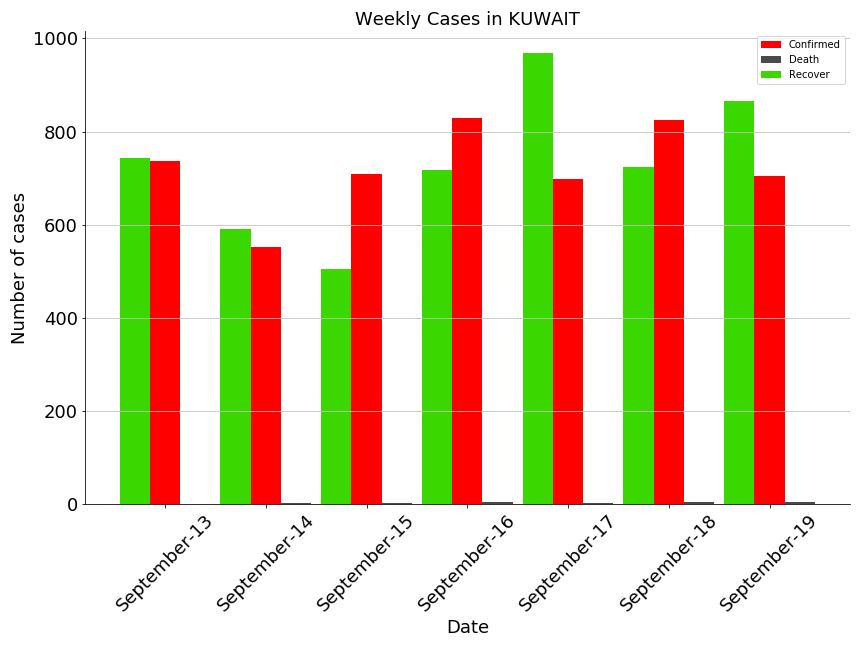 Weekly Cases in KUWAIT
Confirmed
Death
Recover
Number of cases
1000
800
600
400
200
0
September-13
September-14
September-15
September-16
September-17
September-18
September-19
Date